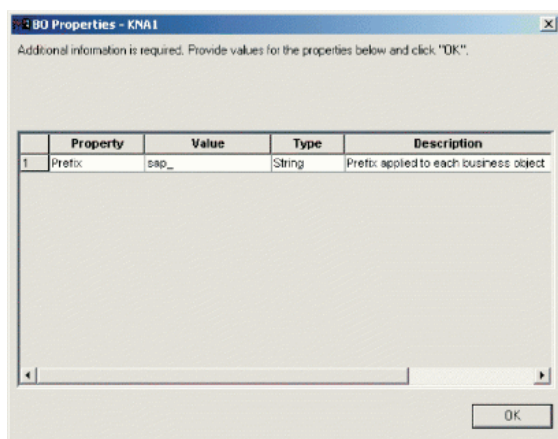 BO Properties - KNA1
Additional information is required. Provide values for the properties below and click "OK".
Property Value Type Description
1 Prefix sap_ String Prefix applied to each business object
OK